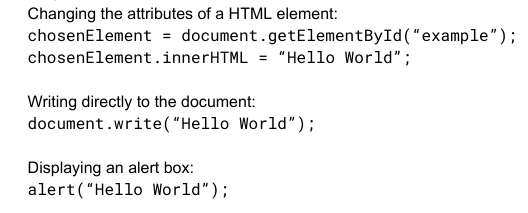 Changing the attributes of a HTML element:
chosenElement = document.getElementById(“example”);
chosenElement.innerHTML = “Hello World”;
Writing directly to the document:
document.write(“Hello World”);
Displaying an alert box:
alert(“Hello World”);